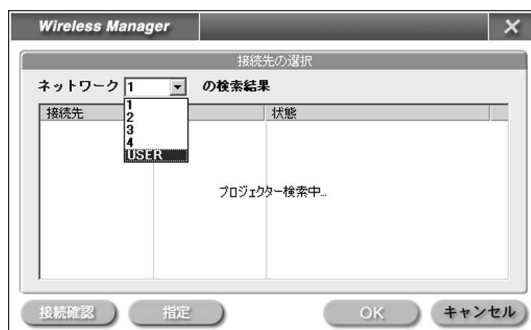 Wireless Manager
接続先の選択
ネットワーク 1 の検索結果
接続先 状態
1
2
3
4
USER
プロジェクター検索中...
接続確認 指定 OK キャンセル